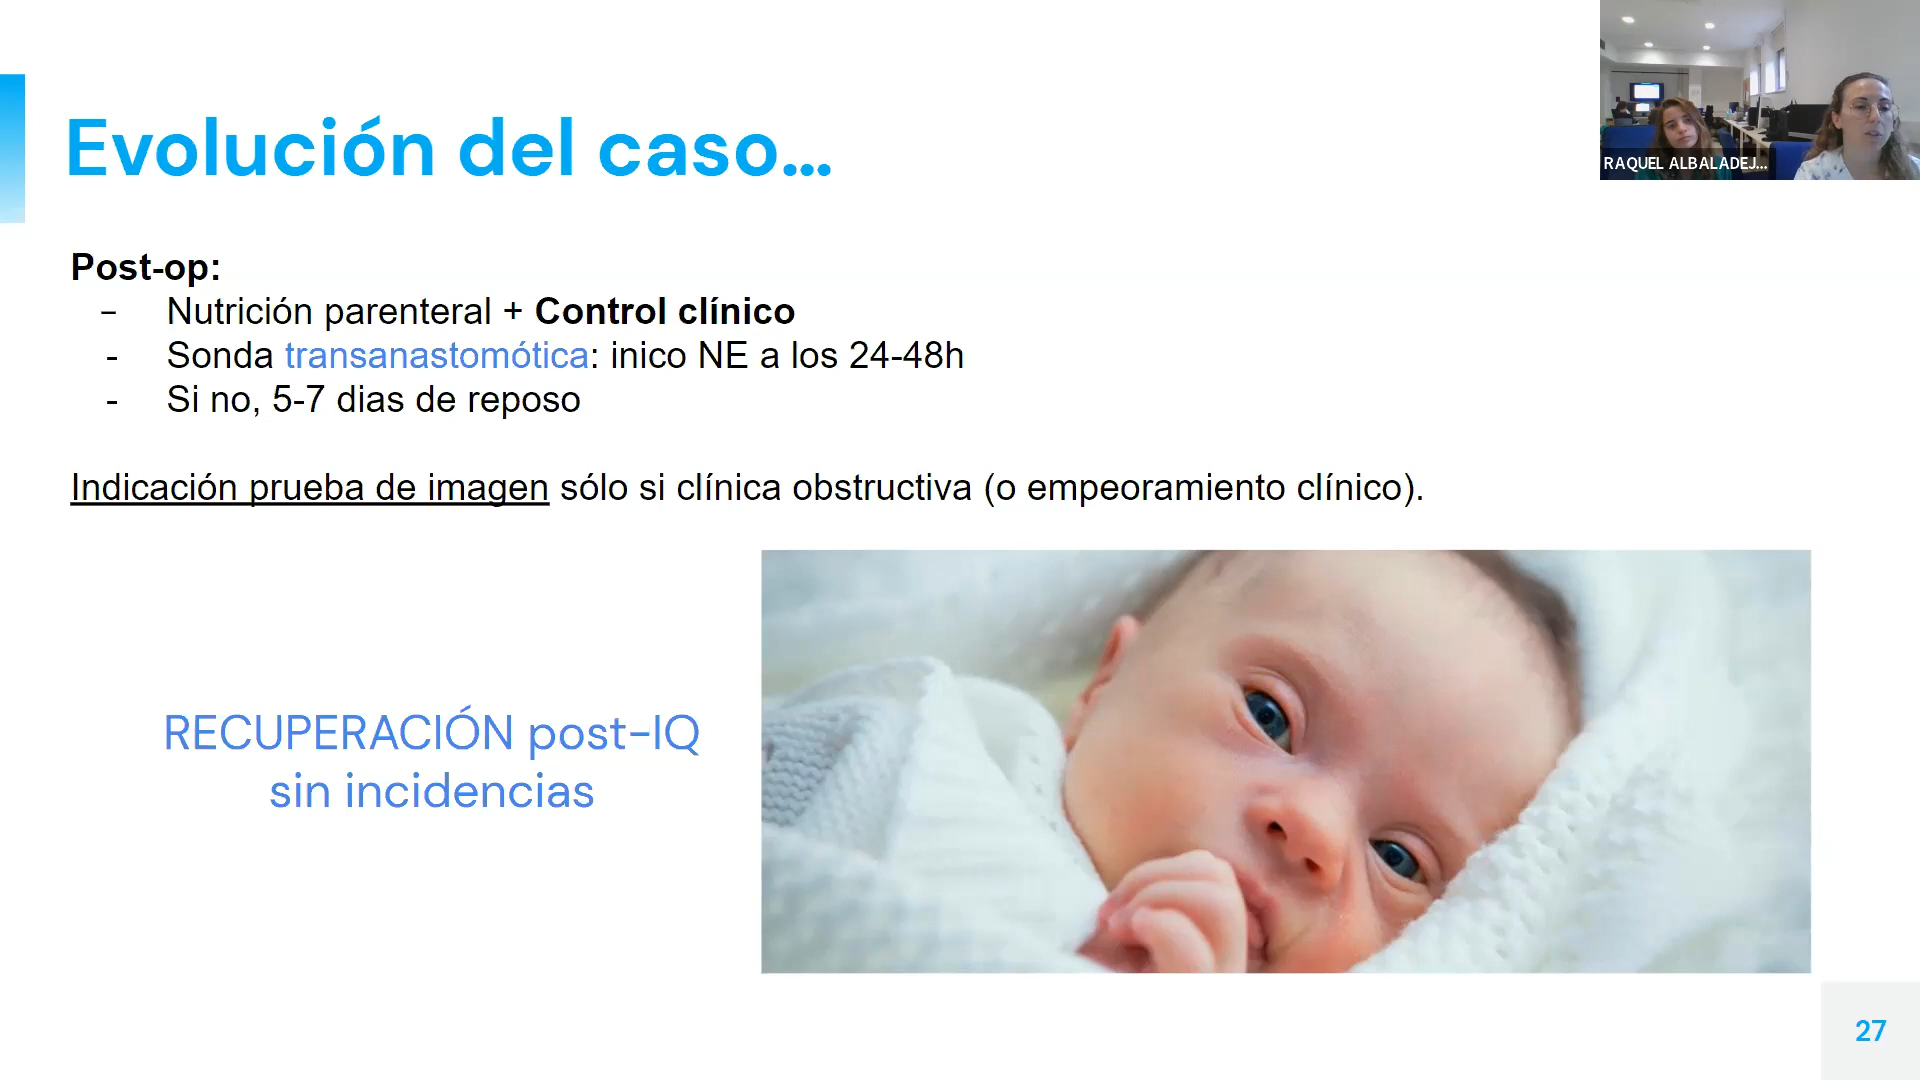 Evolución del caso...
RAQUEL ALBALADEJ...
Post-op:
- Nutrición parenteral + Control clínico
- Sonda transanastomótica: inico NE a los 24-48h
- Si no, 5-7 dias de reposo
Indicación prueba de imagen sólo si clínica obstructiva (o empeoramiento clínico).
RECUPERACIÓN post-IQ
sin incidencias
27